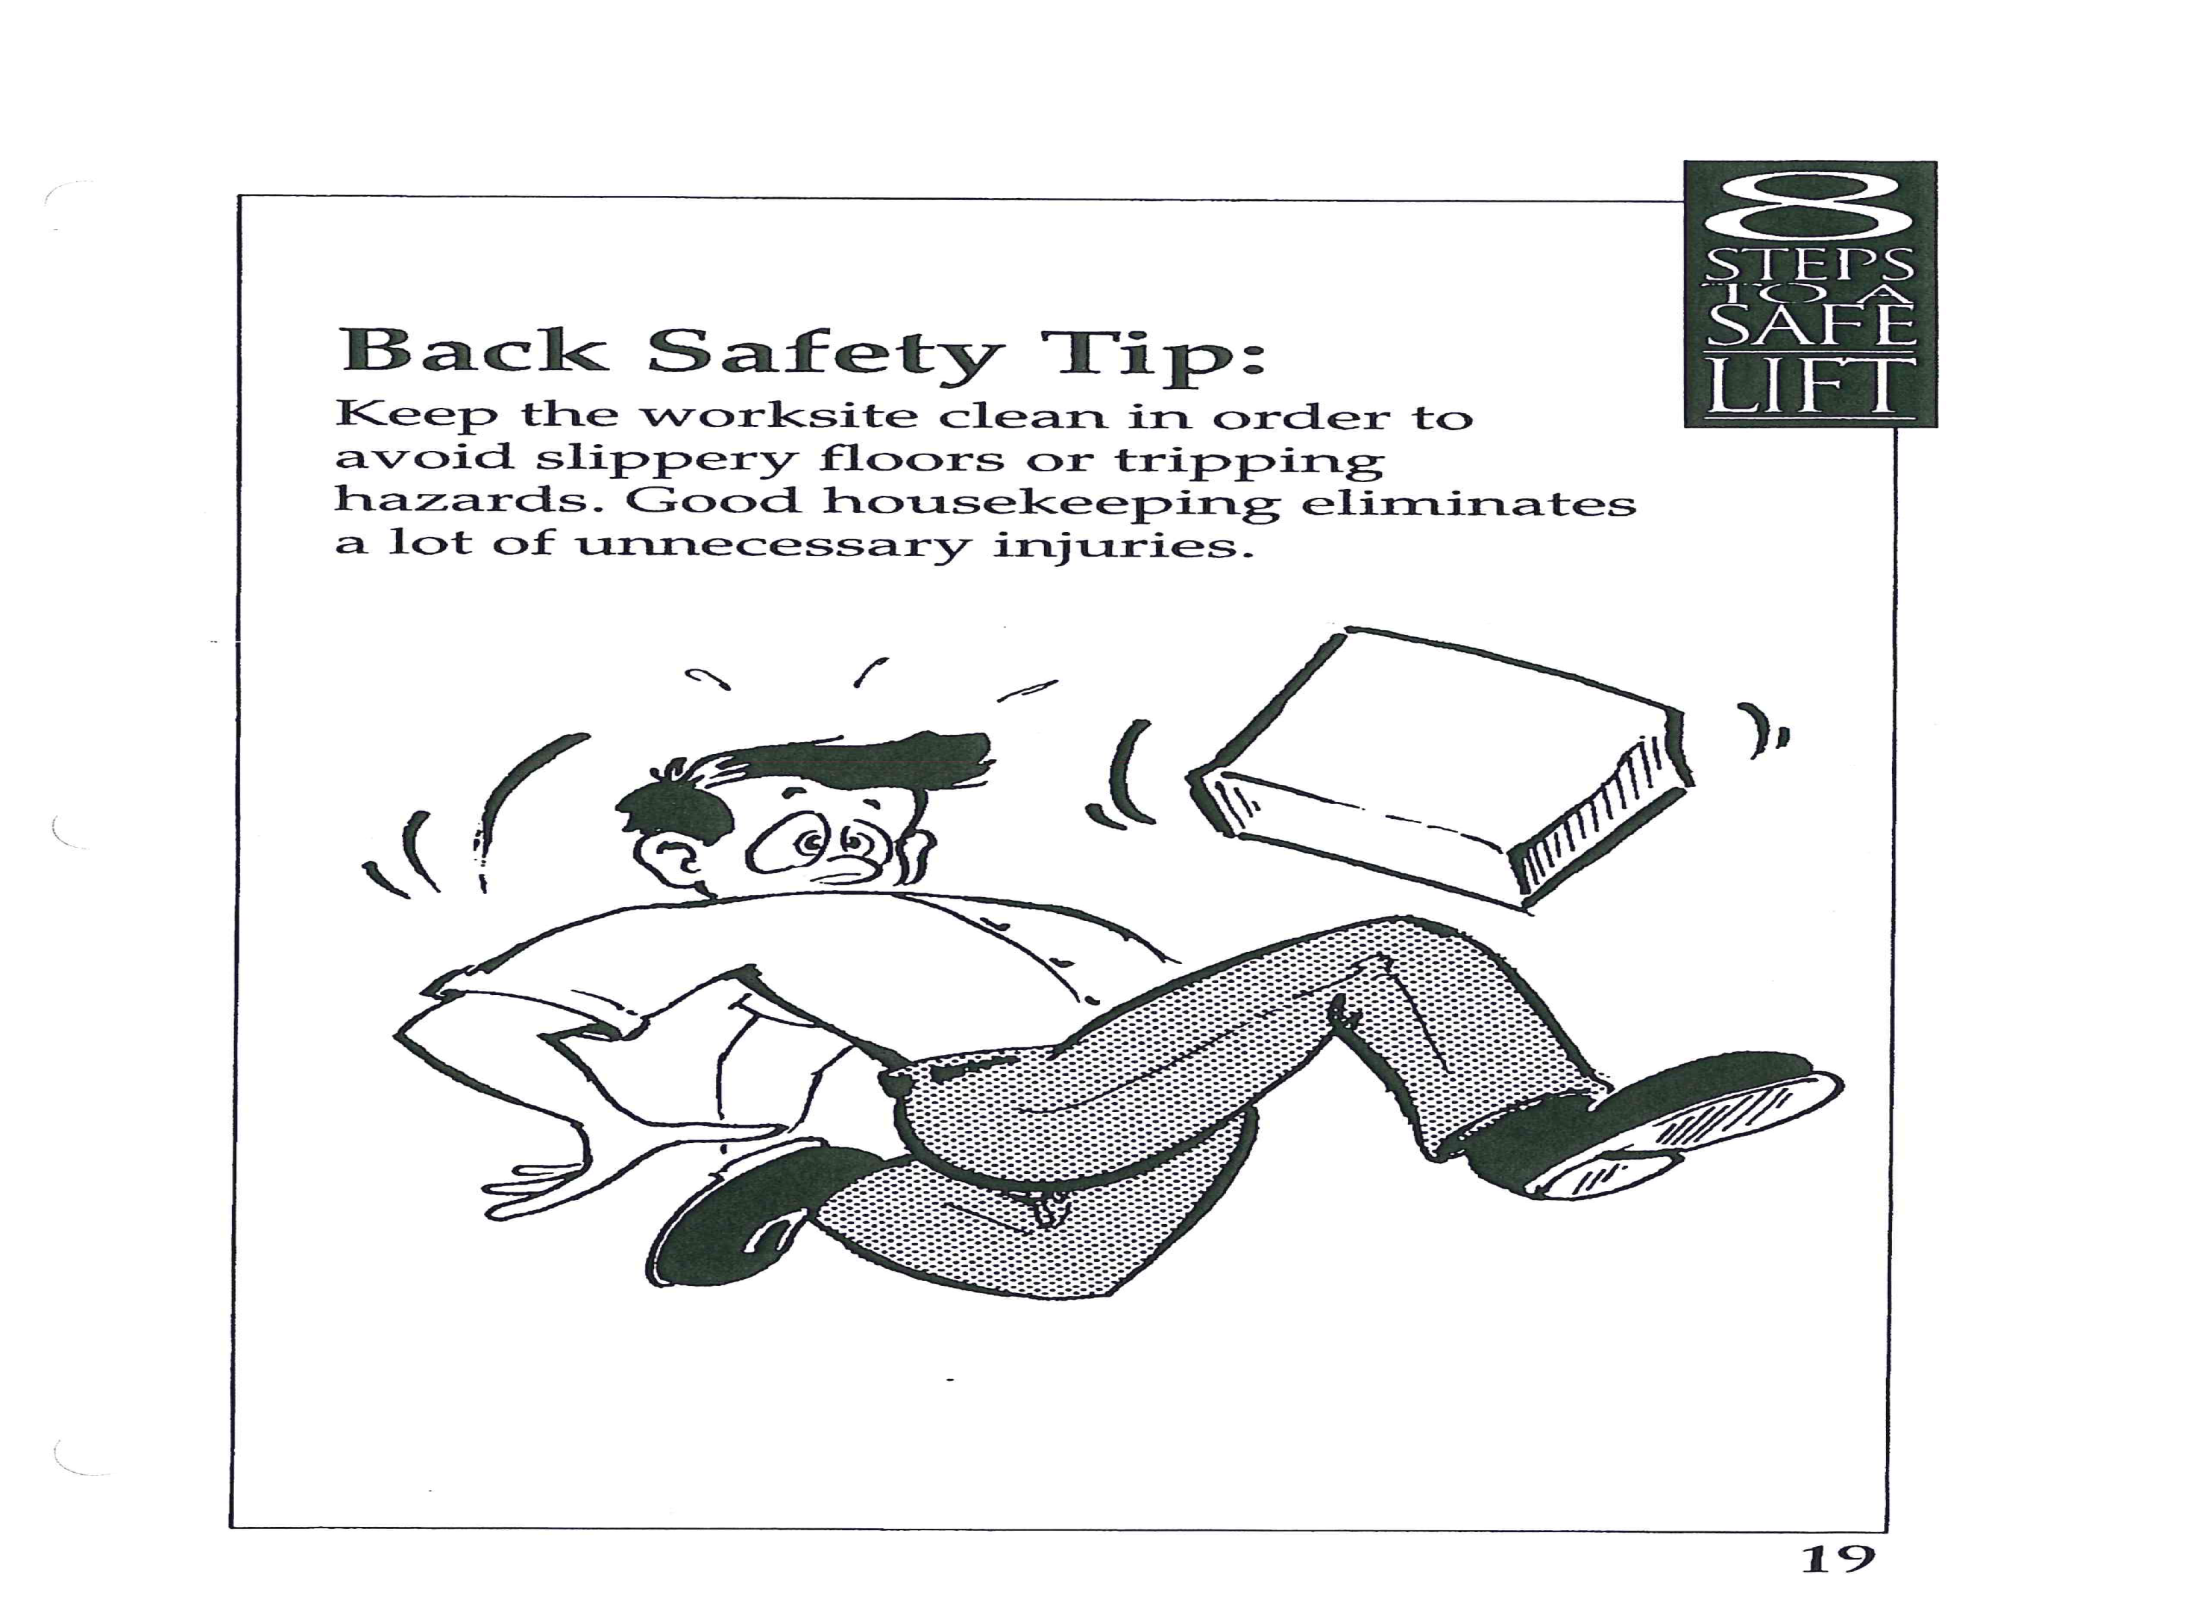 8
STEPS
TO A
SAFE
LIFT
Back Safety Tip:
Keep the worksite clean in order to
avoid slippery floors or tripping
hazards. Good housekeeping eliminates
a lot of unnecessary injuries.
19